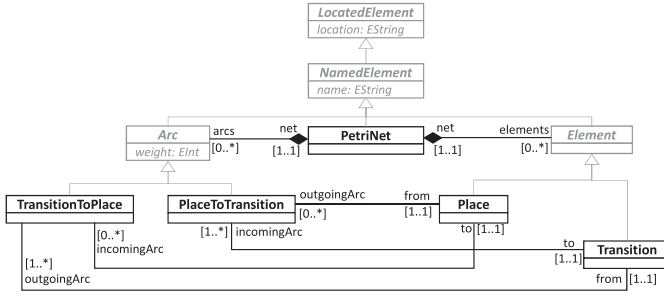 LocatedElement
location: EString
NamedElement
name: EString
Arc
weight: EInt
arcs
[0..*]
net
[1..1]
PetriNet
net
[1..1]
elements
[0..*]
Element
TransitionToPlace
PlaceToTransition
outgoingArc
[0..*]
from
[1..1]
Place
[0..*]
incomingArc
[1..*]
incomingArc
to
[1..1]
to
[1..1]
Transition
[1..*]
outgoingArc
from
[1..1]